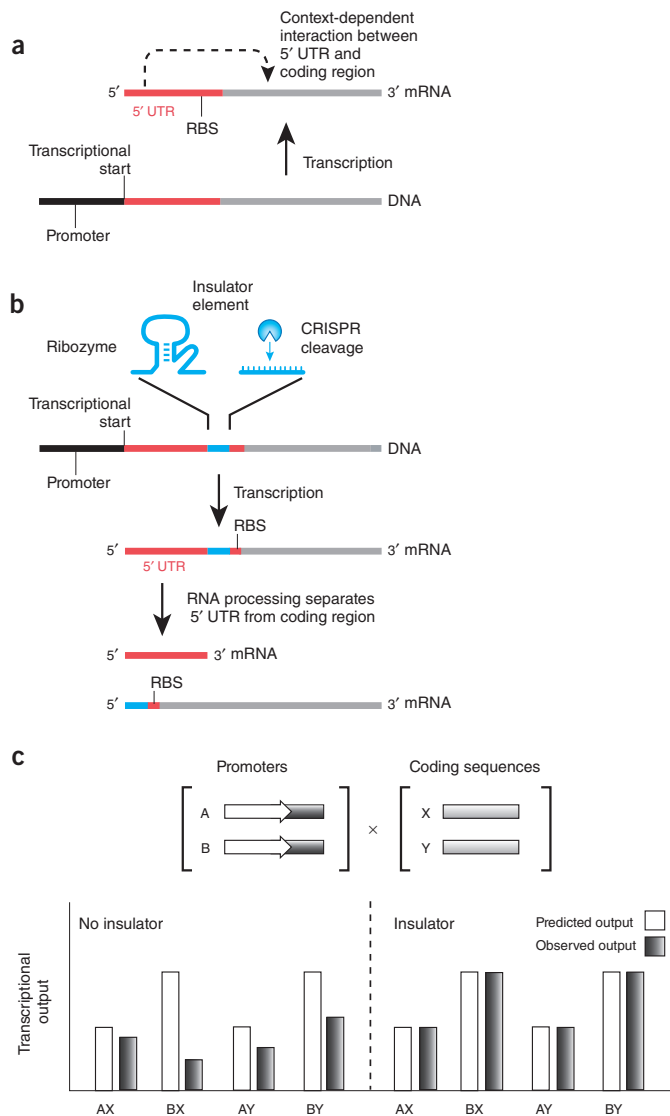 a
Context-dependent
interaction between
5′ UTR and
coding region
5′
3′ mRNA
5′ UTR
RBS
Transcriptional
start
Transcription
DNA
Promoter
b
Insulator
element
Ribozyme
CRISPR
cleavage
Transcriptional
start
DNA
Promoter
Transcription
RBS
5′
3′ mRNA
5′ UTR
RNA processing separates
5′ UTR from coding region
5′
3′ mRNA
RBS
5′
3′ mRNA
c
Promoters
Coding sequences
A
X
×
B
Y
No insulator
Insulator
Predicted output
Observed output
Transcriptional
output
AX BX AY BY AX BX AY BY